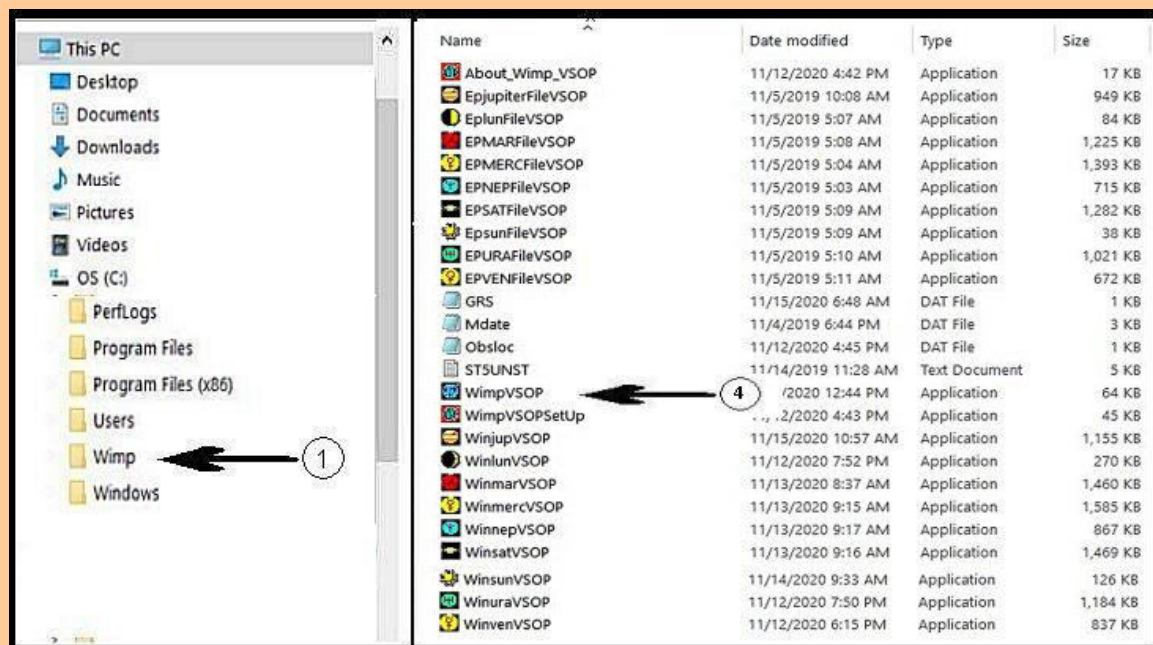 This PC
Desktop
Documents
Downloads
Music
Pictures
Videos
OS (C:)
PerfLogs
Program Files
Program Files (x86)
Users
Wimp 1
Windows
Name Date modified Type Size
About_Wimp_VSOP 11/12/2020 4:42 PM Application 17 KB
EpjupiterFileVSOP 11/5/2019 10:08 AM Application 949 KB
EplunFileVSOP 11/5/2019 5:07 AM Application 84 KB
EPMARFileVSOP 11/5/2019 5:08 AM Application 1,225 KB
EPMERCFileVSOP 11/5/2019 5:04 AM Application 1,393 KB
EPNEPFileVSOP 11/5/2019 5:03 AM Application 715 KB
EPSATFileVSOP 11/5/2019 5:09 AM Application 1,282 KB
EpsunFileVSOP 11/5/2019 5:09 AM Application 38 KB
EPURAFileVSOP 11/5/2019 5:10 AM Application 1,021 KB
EPVENFileVSOP 11/5/2019 5:11 AM Application 672 KB
GRS 11/15/2020 6:48 AM DAT File 1 KB
Mdate 11/4/2019 6:44 PM DAT File 3 KB
Obsloc 11/12/2020 4:45 PM DAT File 1 KB
ST5UNST 11/14/2019 11:28 AM Text Document 5 KB
WimpVSOP 4 /2020 12:44 PM Application 64 KB
WimpVSOPSetUp 2/2020 4:43 PM Application 45 KB
WinjupVSOP 11/15/2020 10:57 AM Application 1,155 KB
WinlunVSOP 11/12/2020 7:52 PM Application 270 KB
WinmarVSOP 11/13/2020 8:37 AM Application 1,460 KB
WinmercVSOP 11/13/2020 9:15 AM Application 1,585 KB
WinnepVSOP 11/13/2020 9:17 AM Application 867 KB
WinsatVSOP 11/13/2020 9:16 AM Application 1,469 KB
WinsunVSOP 11/14/2020 9:33 AM Application 126 KB
WinuraVSOP 11/12/2020 7:50 PM Application 1,184 KB
WinvenVSOP 11/12/2020 6:15 PM Application 837 KB